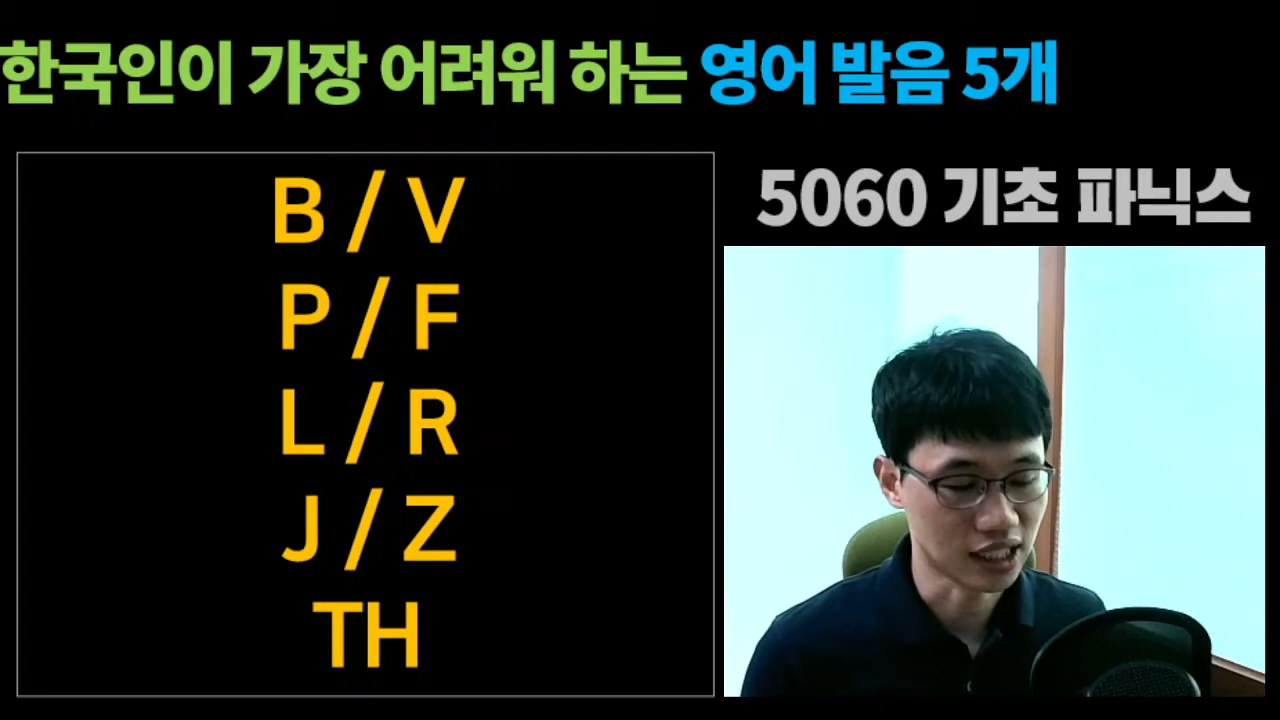 한국인이 가장 어려워 하는 영어 발음 5개
5060 기초 파닉스
B / V
P / F
L / R
J / Z
TH